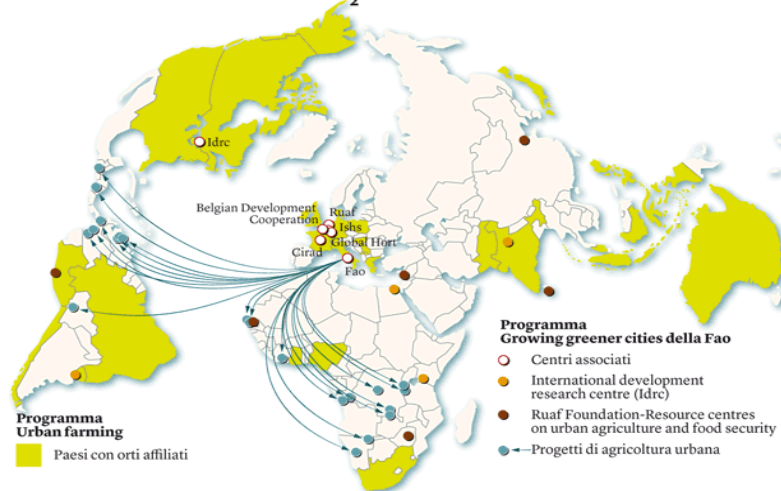 2
Idrc
Belgian Development
Cooperation
Ruaf
Ishs
Global Hort
Cirad
Fao
Programma
Urban farming
Paesi con orti affiliati
Programma
Growing greener cities della Fao
Centri associati
International development
research centre (Idrc)
Ruaf Foundation-Resource centres
on urban agriculture and food security
Progetti di agricoltura urbana